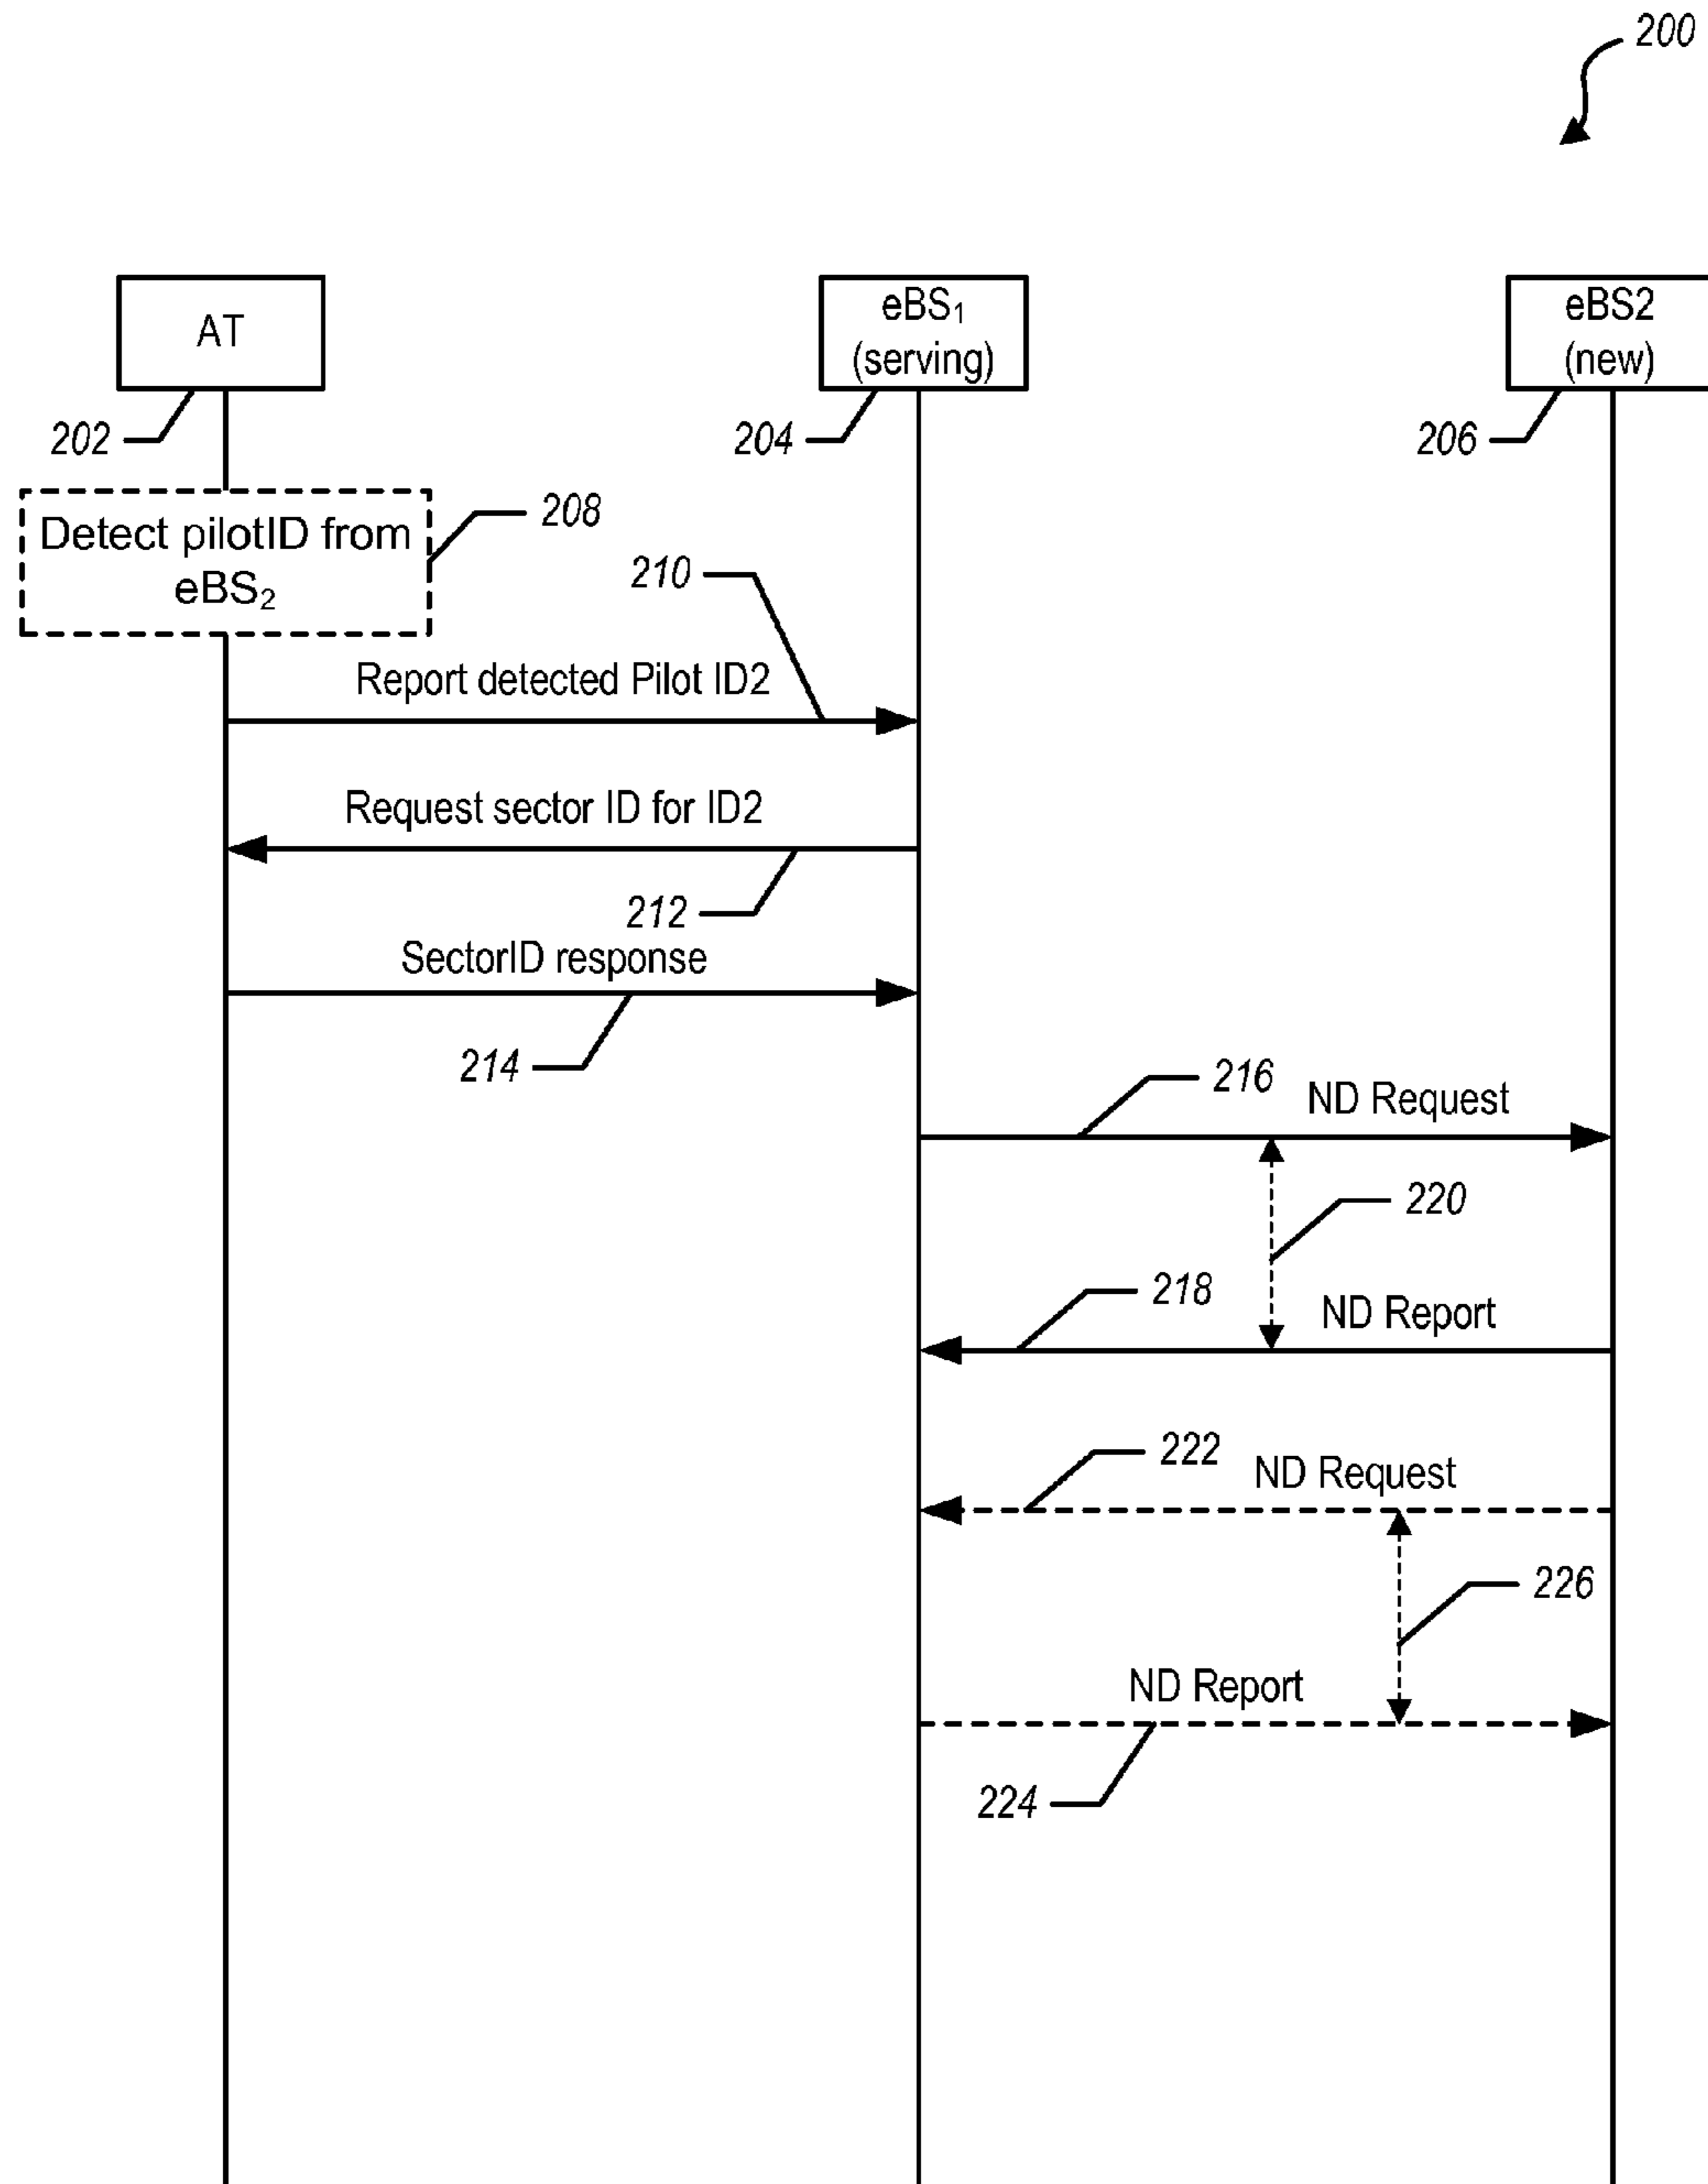 200
AT
eBS₁
(serving)
eBS2
(new)
202
204
206
Detect pilotID from
eBS₂
208
210
Report detected Pilot ID2
Request sector ID for ID2
212
SectorID response
214
216
ND Request
220
218
ND Report
222
ND Request
226
ND Report
224